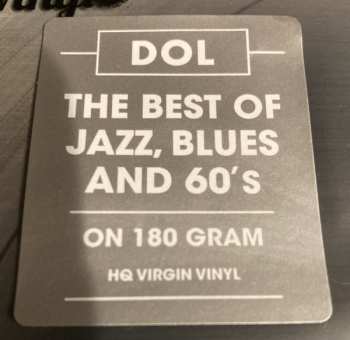 DOL
THE BEST OF
JAZZ, BLUES
AND 60's
ON 180 GRAM
HQ VIRGIN VINYL